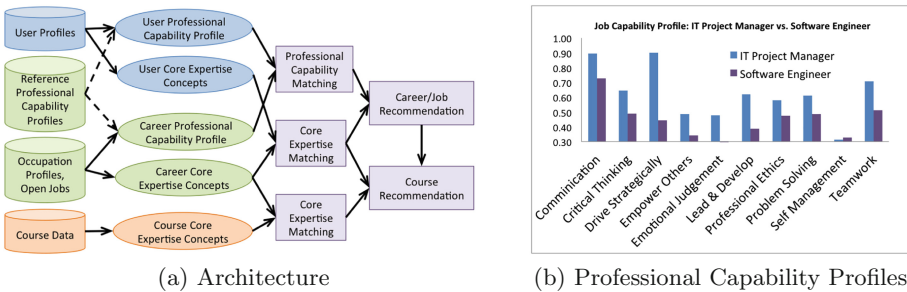 User Profiles
Reference
Professional
Capability
Profiles
Occupation
Profiles,
Open Jobs
Course Data
User Professional
Capability Profile
User Core Expertise
Concepts
Career Professional
Capability Profile
Career Core
Expertise Concepts
Course Core
Expertise Concepts
Professional
Capability
Matching
Core
Expertise
Matching
Core
Expertise
Matching
Career/Job
Recommendation
Course
Recommendation
(a) Architecture
Job Capability Profile: IT Project Manager vs. Software Engineer
1.00
0.90
0.80
0.70
0.60
0.50
0.40
0.30
IT Project Manager
Software Engineer
Commincation
Critical Thinking
Drive Strategically
Empower Others
Emotional Judgement
Lead & Develop
Professional Ethics
Problem Solving
Self Management
Teamwork
(b) Professional Capability Profiles